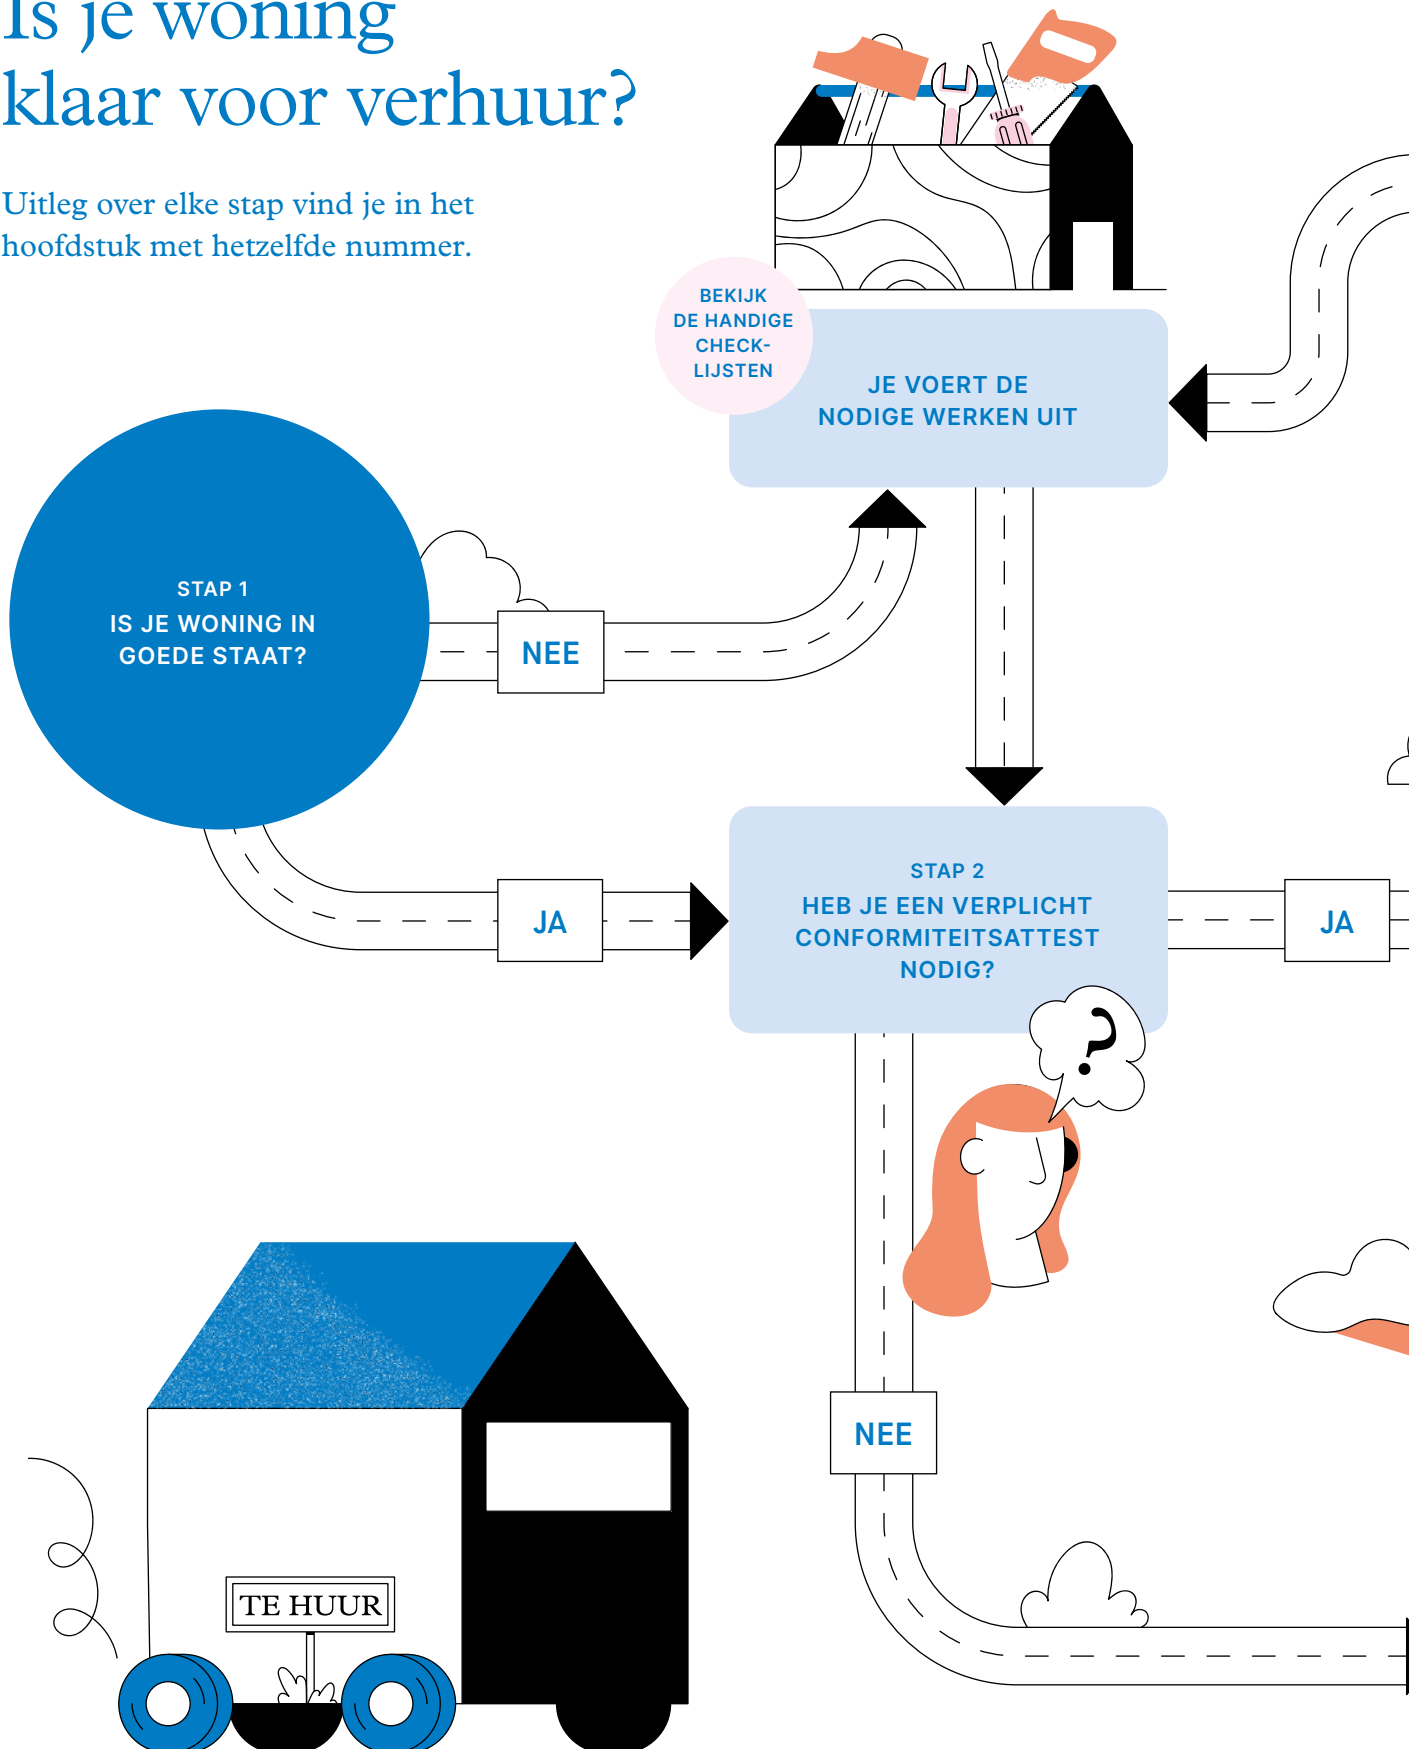 Is je woning
klaar voor verhuur?
Uitleg over elke stap vind je in het
hoofdstuk met hetzelfde nummer.
BEKIJK
DE HANDIGE
CHECK-
LIJSTEN
JE VOERT DE
NODIGE WERKEN UIT
STAP 1
IS JE WONING IN
GOEDE STAAT?
NEE
JA
STAP 2
HEB JE EEN VERPLICHT
CONFORMITEITSATTEST
NODIG?
JA
?
NEE
TE HUUR